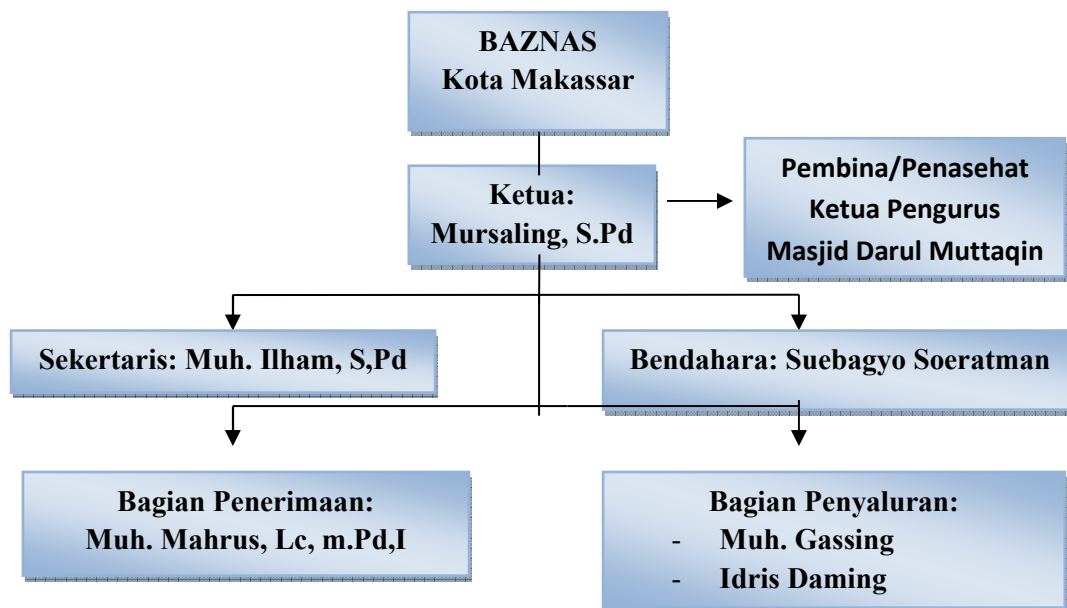 BAZNAS
Kota Makassar
Ketua:
Mursaling, S.Pd
Pembina/Penasehat
Ketua Pengurus
Masjid Darul Muttaqin
Sekertaris: Muh. Ilham, S,Pd
Bendahara: Suebagyo Soeratman
Bagian Penerimaan:
Muh. Mahrus, Lc, m.Pd,I
Bagian Penyaluran:
- Muh. Gassing
- Idris Daming